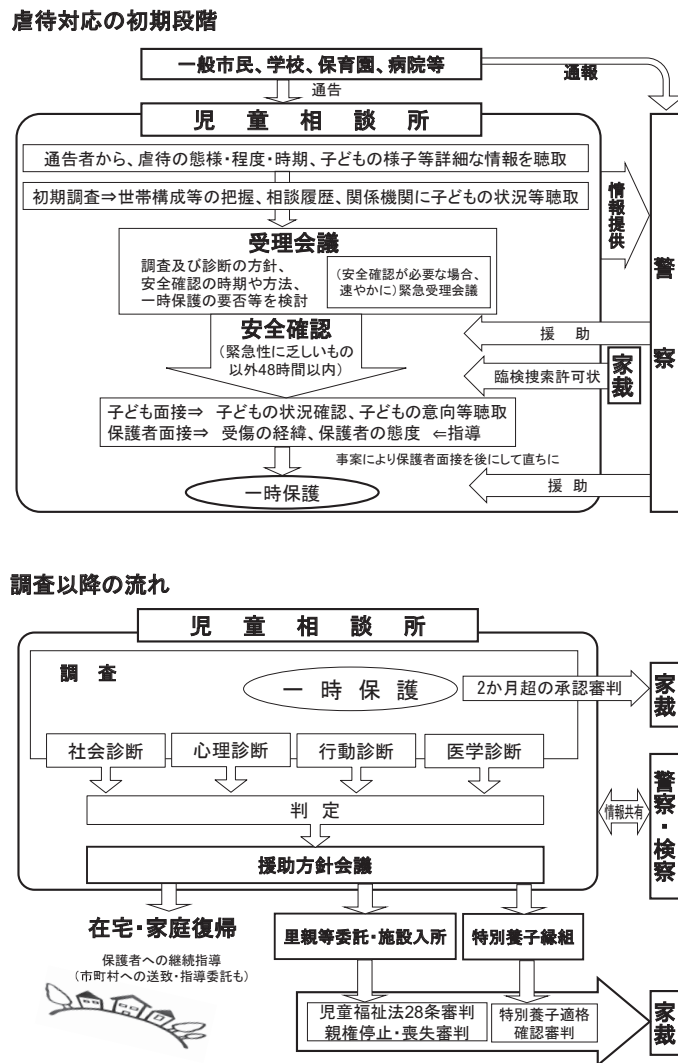 虐待対応の初期段階
一般市民、学校、保育園、病院等
通報
通告
児童相談所
通告者から、虐待の態様・程度・時期、子どもの様子等詳細な情報を聴取
初期調査⇒世帯構成等の把握、相談履歴、関係機関に子どもの状況等聴取
情報提供
受理会議
調査及び診断の方針、
安全確認の時期や方法、
一時保護の要否等を検討
(安全確認が必要な場合、
速やかに)緊急受理会議
警察
安全確認
(緊急性に乏しいもの
以外48時間以内)
援助
臨検捜索許可状
家裁
子ども面接⇒ 子どもの状況確認、子どもの意向等聴取
保護者面接⇒ 受傷の経緯、保護者の態度 ⇐指導
事案により保護者面接を後にして直ちに
一時保護
援助
調査以降の流れ
児童相談所
調査
一時保護
2か月超の承認審判
家裁
社会診断
心理診断
行動診断
医学診断
判定
情報共有
警察・検察
援助方針会議
在宅・家庭復帰
保護者への継続指導
(市町村への送致・指導委託も)
里親等委託・施設入所
特別養子縁組
児童福祉法28条審判
親権停止・喪失審判
特別養子適格
確認審判
家裁